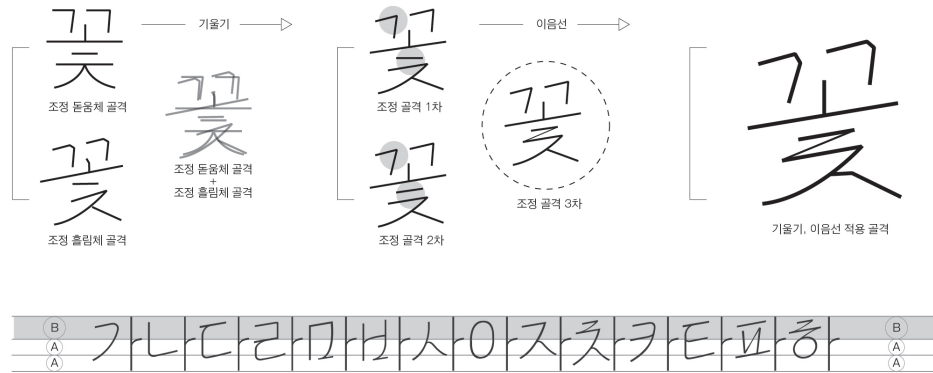 꽃
기울기
꽃
이음선
꽃
조정 돋움체 골격
조정 골격 1차
꽃
꽃
조정 돋움체 골격
+
조정 흘림체 골격
꽃
조정 흘림체 골격
꽃
조정 골격 2차
조정 골격 3차
기울기, 이음선 적용 골격
B 가나다라마바사아자차카타파하 B
A A
A A